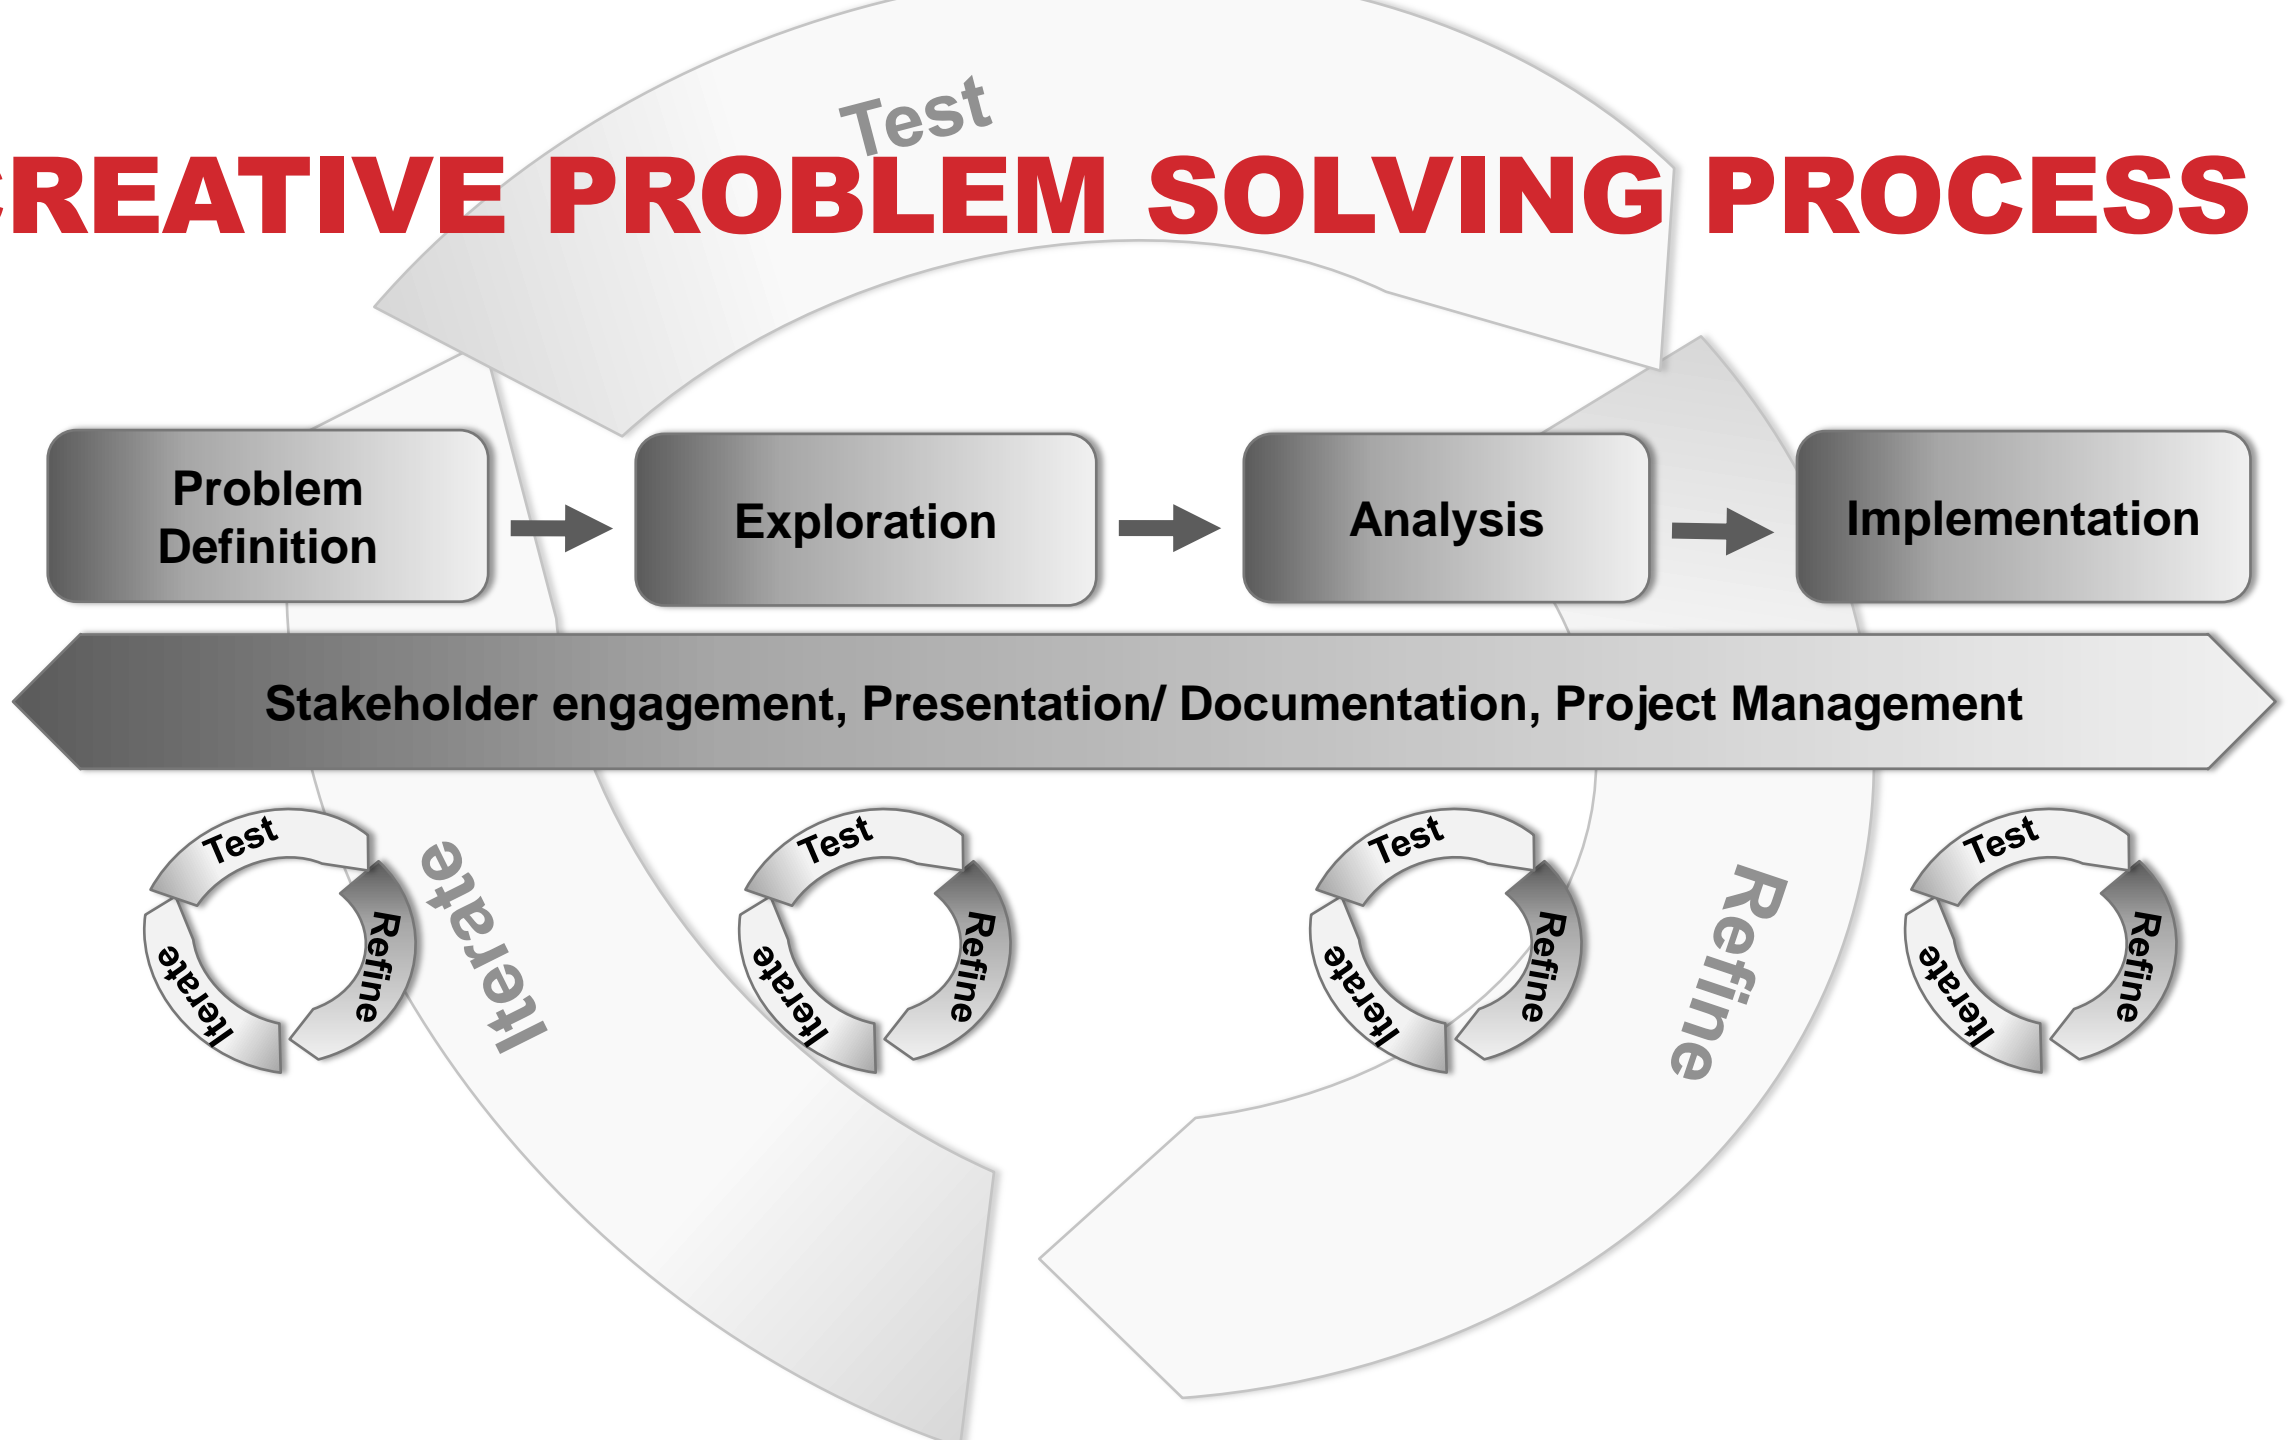 Test
CREATIVE PROBLEM SOLVING PROCESS
Problem
Definition
Exploration
Analysis
Implementation
Stakeholder engagement, Presentation/ Documentation, Project Management
Iterate
Refine
Test
Refine
Iterate
Test
Refine
Iterate
Test
Refine
Iterate
Test
Refine
Iterate